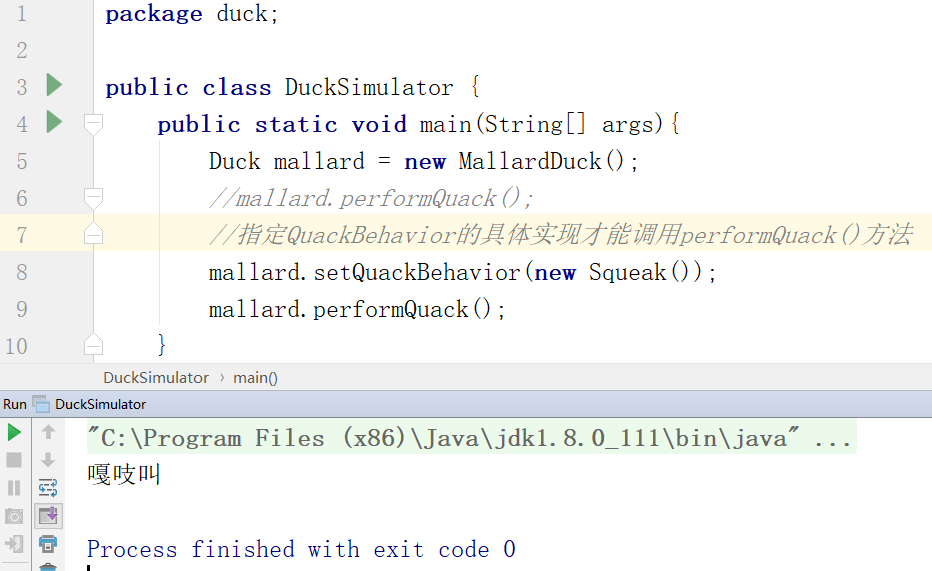 1 package duck;
2
3 public class DuckSimulator {
4 public static void main(String[] args){
5 Duck mallard = new MallardDuck();
6 //mallard.performQuack();
7 //指定QuackBehavior的具体实现才能调用performQuack()方法
8 mallard.setQuackBehavior(new Squeak());
9 mallard.performQuack();
10 }
DuckSimulator › main()
Run DuckSimulator
"C:\Program Files (x86)\Java\jdk1.8.0_111\bin\java" ...
嘎吱叫
Process finished with exit code 0